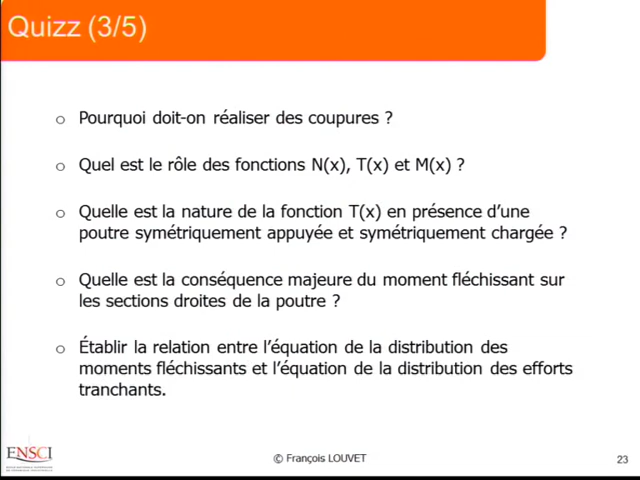 Quizz (3/5)
Pourquoi doit-on réaliser des coupures ?
Quel est le rôle des fonctions N(x), T(x) et M(x) ?
Quelle est la nature de la fonction T(x) en présence d'une
poutre symétriquement appuyée et symétriquement chargée ?
Quelle est la conséquence majeure du moment fléchissant sur
les sections droites de la poutre ?
Établir la relation entre l'équation de la distribution des
moments fléchissants et l'équation de la distribution des efforts
tranchants.
ENSCI
© François LOUVET
23